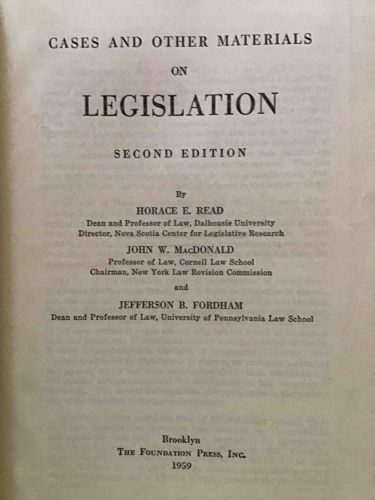 CASES AND OTHER MATERIALS
ON
LEGISLATION
SECOND EDITION
By
HORACE E. READ
Dean and Professor of Law, Dalhousie University
Director, Nova Scotia Center for Legislative Research
JOHN W. MacDONALD
Professor of Law, Cornell Law School
Chairman, New York Law Revision Commission
and
JEFFERSON B. FORDHAM
Dean and Professor of Law, University of Pennsylvania Law School
Brooklyn
THE FOUNDATION PRESS, INC.
1959